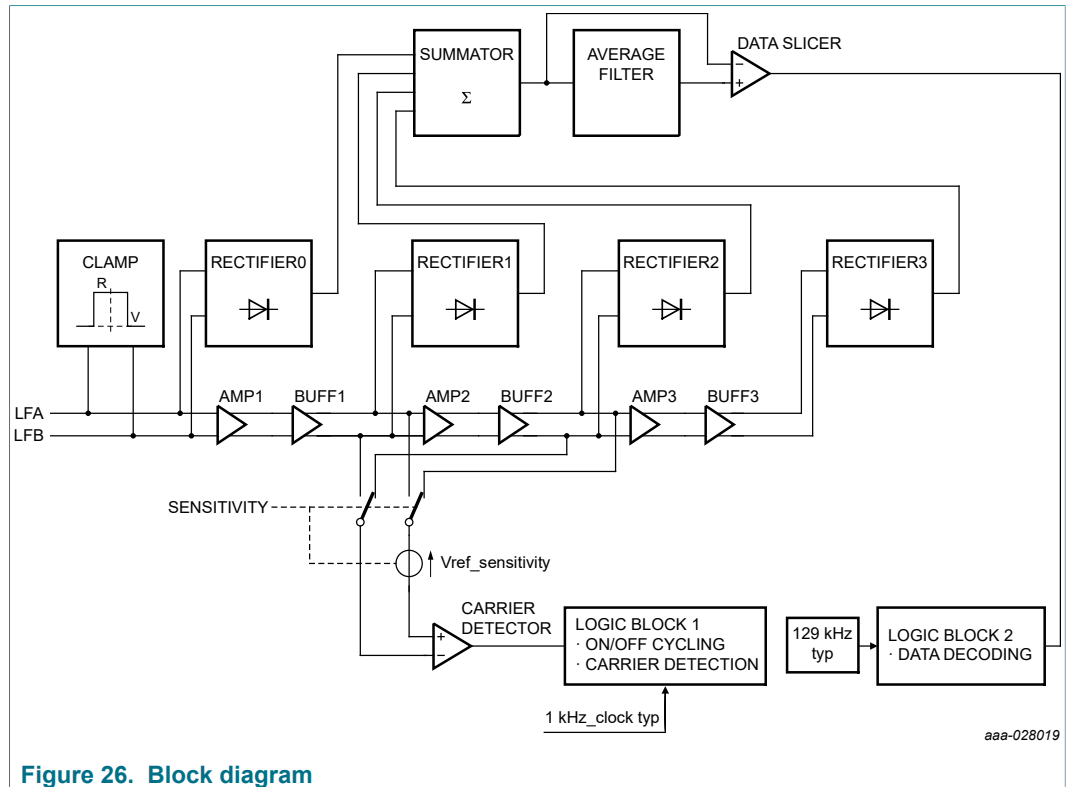 SUMMATOR
Σ
AVERAGE
FILTER
DATA SLICER
−
+
CLAMP
R
V
RECTIFIER0
RECTIFIER1
RECTIFIER2
RECTIFIER3
LFA
LFB
AMP1
BUFF1
AMP2
BUFF2
AMP3
BUFF3
SENSITIVITY
Vref_sensitivity
CARRIER
DETECTOR
+
−
LOGIC BLOCK 1
· ON/OFF CYCLING
· CARRIER DETECTION
129 kHz
typ
LOGIC BLOCK 2
· DATA DECODING
1 kHz_clock typ
aaa-028019
Figure 26. Block diagram